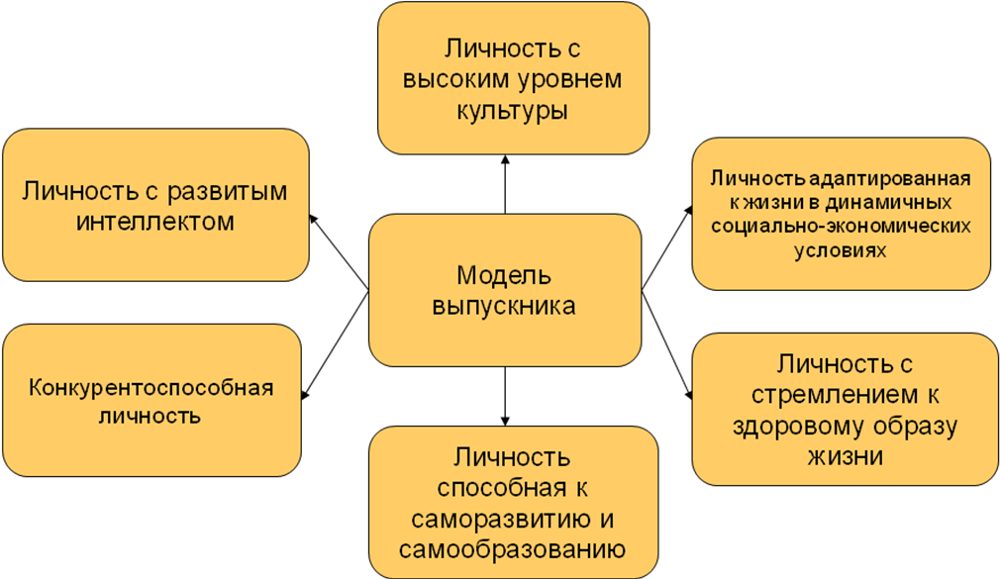 Личность с
высоким уровнем
культуры
Личность с развитым
интеллектом
Личность адаптированная
к жизни в динамичных
социально-экономических
условиях
Модель
выпускника
Конкурентоспособная
личность
Личность с
стремлением к
здоровому образу
жизни
Личность
способная к
саморазвитию и
самообразованию